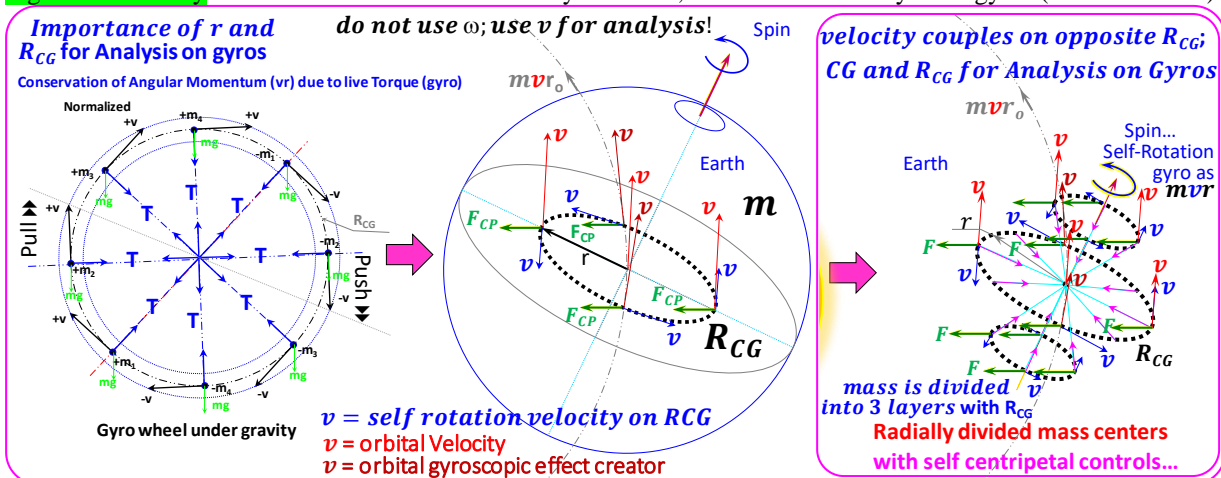 Importance of r and
R_CG for Analysis on gyros
Conservation of Angular Momentum (vr) due to live Torque (gyro)
Normalized
+v
+m₄
+v
+m₃
mg
-m₁
-v
mg
mg
+v
T
T
T
T
T
T
T
T
R_CG
Pull
Push
+m₂
-m₂
mg
mg
-v
+v
+m₁
-m₃
mg
mg
-v
-m₄
-v
mg
Gyro wheel under gravity
do not use ω; use v for analysis!
Spin
mvr₀
Earth
m
v
v
v
v
v
v
v
v
v
v
F_CP
F_CP
F_CP
F_CP
r
R_CG
v = self rotation velocity on RCG
v = orbital Velocity
v = orbital gyroscopic effect creator
velocity couples on opposite R_CG;
CG and R_CG for Analysis on Gyros
mvr₀
Earth
Spin...
Self-Rotation
gyro as
mvr
v
v
v
v
v
v
r
F
F
F
F
v
v
v
v
R_CG
mass is divided
into 3 layers with R_CG
Radially divided mass centers
with self centripetal controls...